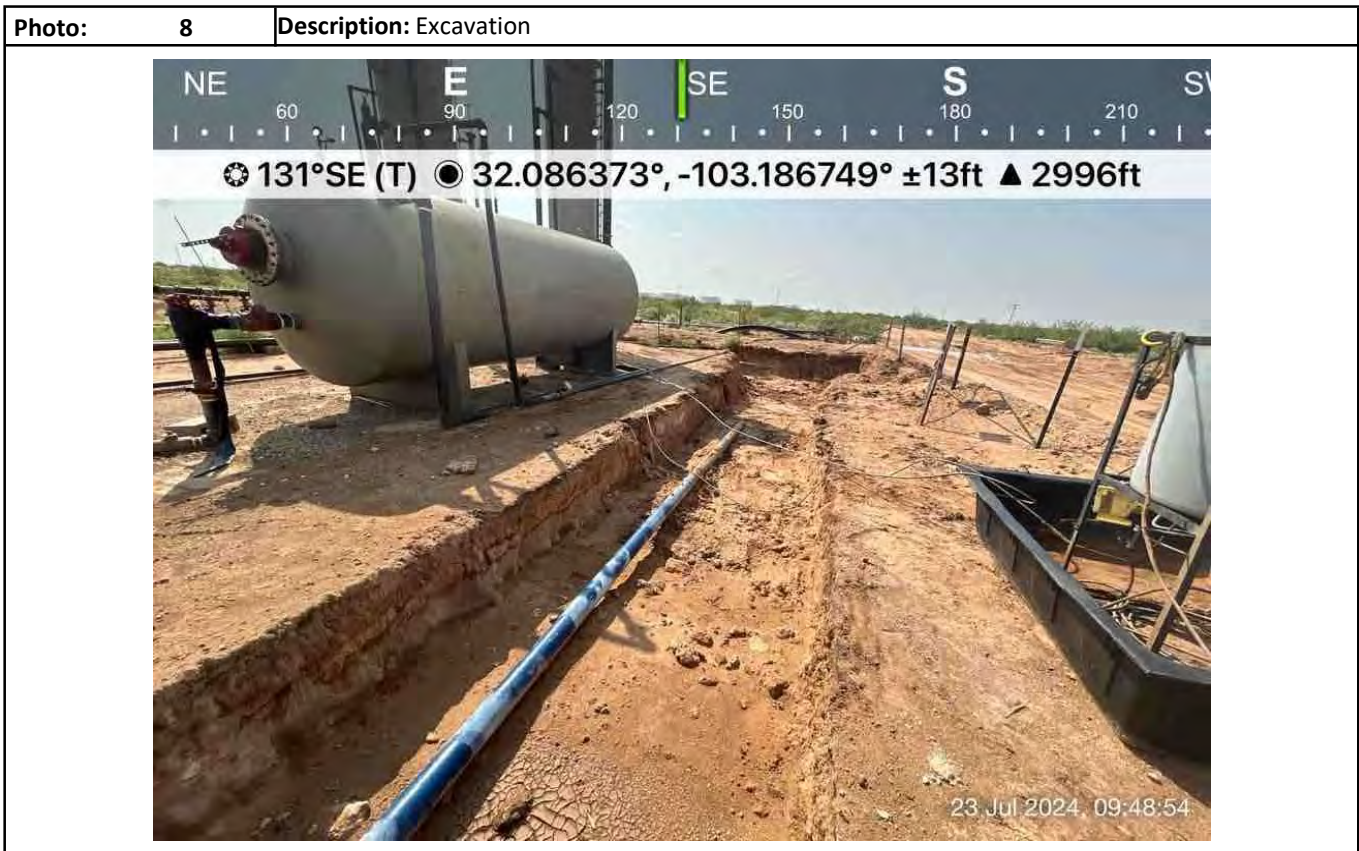 Photo: 8 Description: Excavation
NE E SE S SW
60 90 120 150 180 210
131°SE (T) 32.086373°, -103.186749° ±13ft ▲ 2996ft
23 Jul 2024, 09:48:54